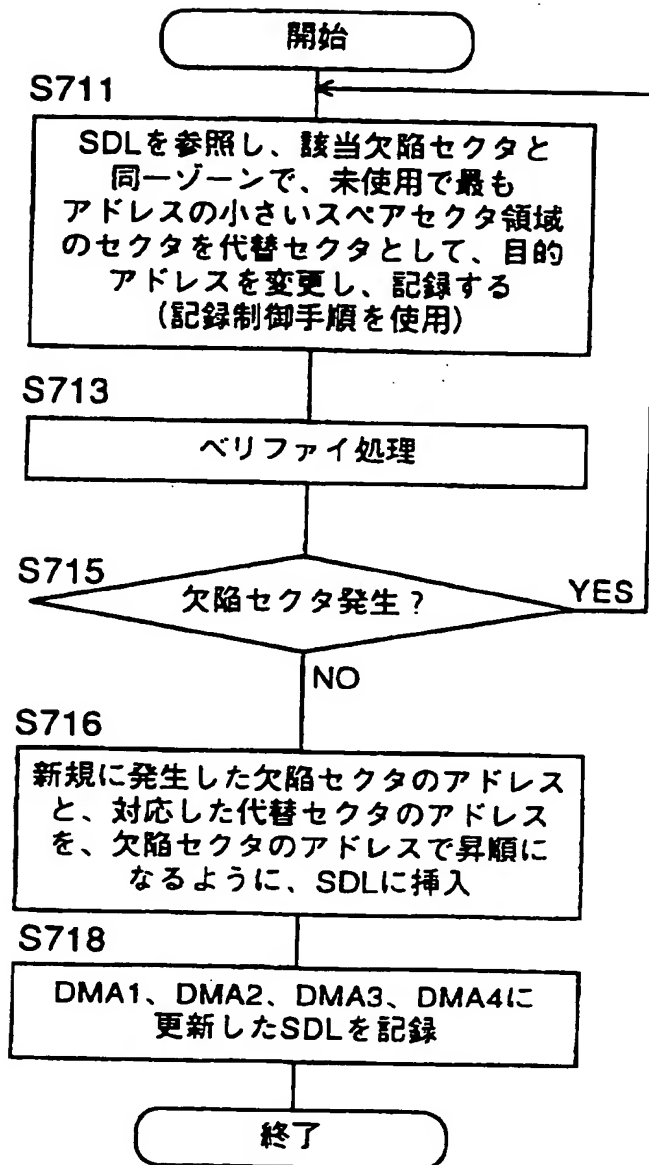 開始
S711
SDLを参照し、該当欠陥セクタと
同一ゾーンで、未使用で最も
アドレスの小さいスペアセクタ領域
のセクタを代替セクタとして、目的
アドレスを変更し、記録する
(記録制御手順を使用)
S713
ベリファイ処理
S715
欠陥セクタ発生?
YES
NO
S716
新規に発生した欠陥セクタのアドレス
と、対応した代替セクタのアドレス
を、欠陥セクタのアドレスで昇順に
なるように、SDLに挿入
S718
DMA1、DMA2、DMA3、DMA4に
更新したSDLを記録
終了